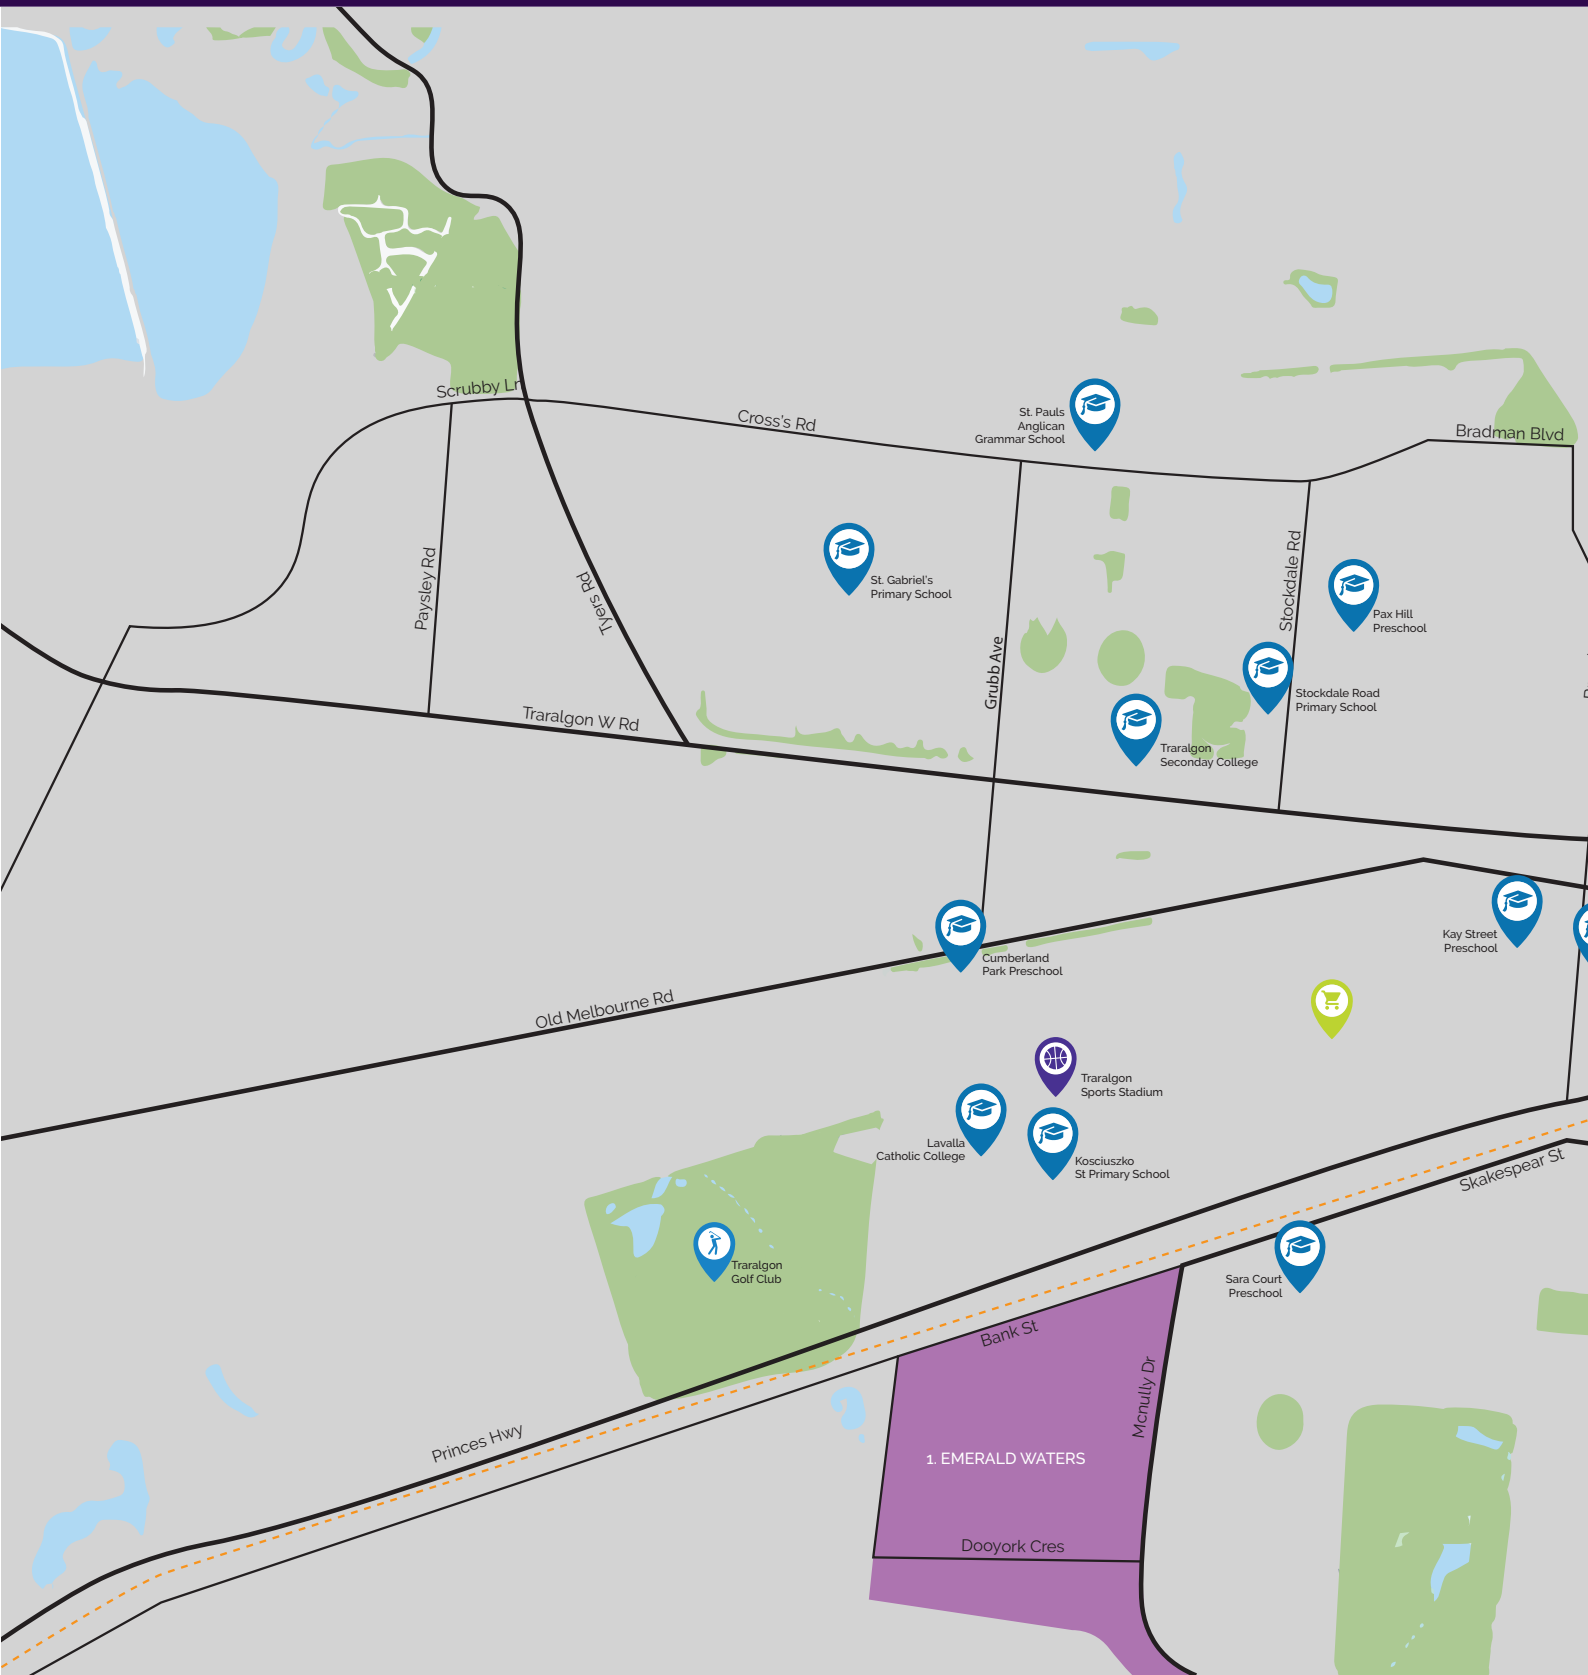 Scrubby Ln
Cross's Rd
St. Pauls
Anglican
Grammar School
Bradman Blvd
Paysley Rd
Tyers Rd
St. Gabriel's
Primary School
Stockdale Rd
Pax Hill
Preschool
Grubb Ave
Stockdale Road
Primary School
Traralgon W Rd
Traralgon
Seconday College
Kay Street
Preschool
Cumberland
Park Preschool
Old Melbourne Rd
Traralgon
Sports Stadium
Lavalla
Catholic College
Kosciuszko
St Primary School
Skakespear St
Traralgon
Golf Club
Sara Court
Preschool
Bank St
Mcnully Dr
Princes Hwy
1. EMERALD WATERS
Dooyork Cres